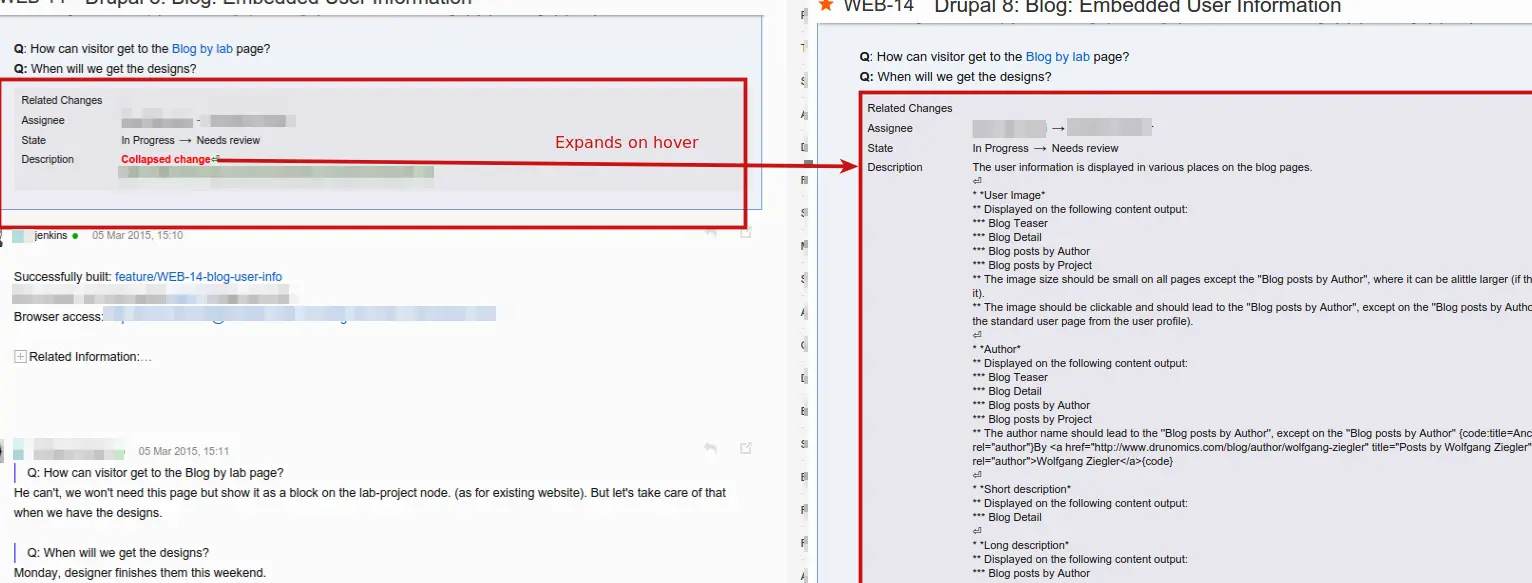 WEB-14 Drupal 8: Blog: Embedded User Information
Q: How can visitor get to the Blog by lab page?
Q: When will we get the designs?
Related Changes
Assignee
State In Progress → Needs review
Description Collapsed change⏎
Expands on hover
jenkins 05 Mar 2015, 15:10
Successfully built: feature/WEB-14-blog-user-info
Browser access:
Related Information:...
05 Mar 2015, 15:11
Q: How can visitor get to the Blog by lab page?
He can't, we won't need this page but show it as a block on the lab-project node. (as for existing website). But let's take care of that
when we have the designs.
Q: When will we get the designs?
Monday, designer finishes them this weekend.
WEB-14 Drupal 8: Blog: Embedded User Information
Q: How can visitor get to the Blog by lab page?
Q: When will we get the designs?
Related Changes
Assignee →
State In Progress → Needs review
Description The user information is displayed in various places on the blog pages.
⏎
* *User Image*
** Displayed on the following content output:
*** Blog Teaser
*** Blog Detail
*** Blog posts by Author
*** Blog posts by Project
** The image size should be small on all pages except the "Blog posts by Author", where it can be alittle larger (if th
it).
** The image should be clickable and should lead to the "Blog posts by Author", except on the "Blog posts by Autho
the standard user page from the user profile).
⏎
* *Author*
** Displayed on the following content output:
*** Blog Teaser
*** Blog Detail
*** Blog posts by Author
*** Blog posts by Project
** The author name should lead to the "Blog posts by Author", except on the "Blog posts by Author" {code:title=Anc
rel="author"}By <a href="http://www.drunomics.com/blog/author/wolfgang-ziegler" title="Posts by Wolfgang Ziegler"
rel="author">Wolfgang Ziegler</a>{code}
⏎
* *Short description*
** Displayed on the following content output:
*** Blog Detail
⏎
* *Long description*
** Displayed on the following content output:
*** Blog posts by Author